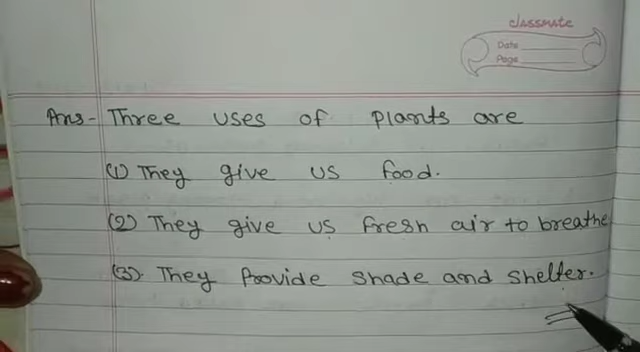 classmate
Date
Page
Ans- Three uses of plants are
(1) They give us food.
(2) They give us fresh air to breathe
(3). They Provide shade and shelter.